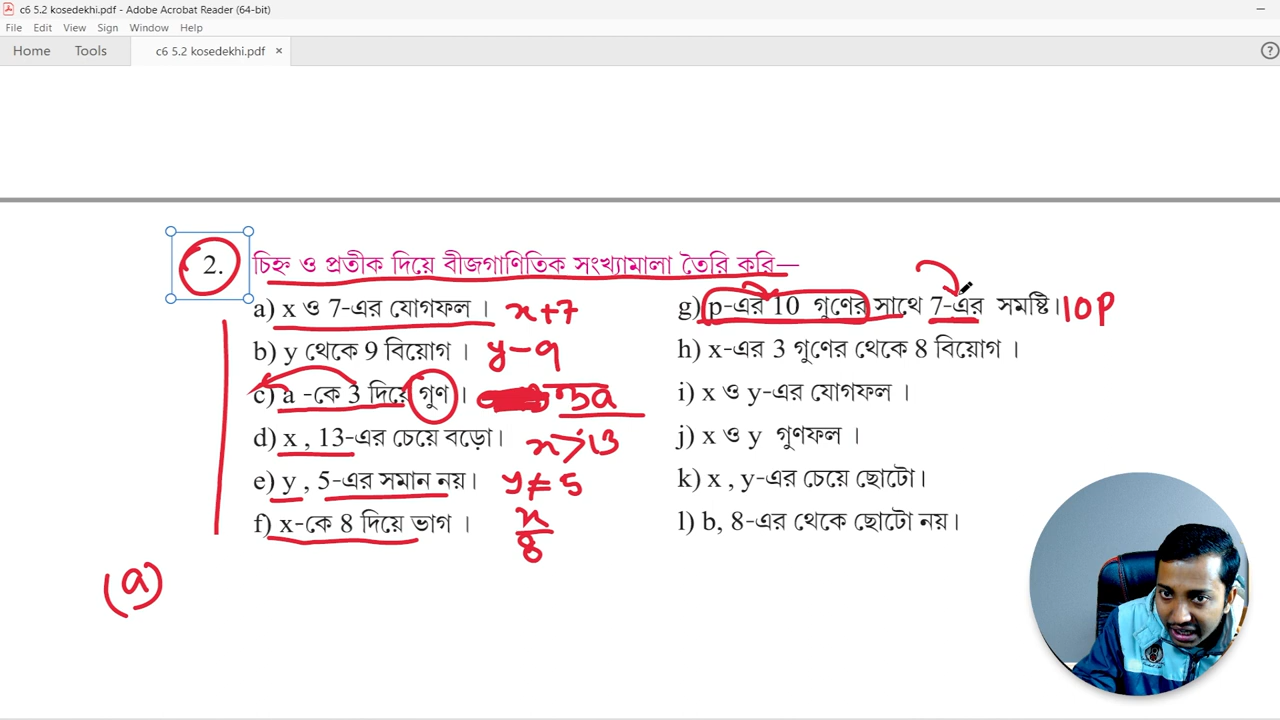 c6 5.2 kosedekhi.pdf - Adobe Acrobat Reader (64-bit)
File Edit View Sign Window Help
Home Tools c6 5.2 kosedekhi.pdf ×
2. চিহ্ন ও প্রতীক দিয়ে বীজগাণিতিক সংখ্যামালা তৈরি করি—
a) x ও 7-এর যোগফল । x+7
b) y থেকে 9 বিয়োগ । y-9
c) a -কে 3 দিয়ে গুণ । 3a
d) x , 13-এর চেয়ে বড়ো। x>13
e) y , 5-এর সমান নয়। y≠5
f) x-কে 8 দিয়ে ভাগ । x/8
(a)
g) p-এর 10 গুণের সাথে 7-এর সমষ্টি। 10p
h) x-এর 3 গুণের থেকে 8 বিয়োগ ।
i) x ও y-এর যোগফল ।
j) x ও y গুণফল ।
k) x , y-এর চেয়ে ছোটো।
l) b, 8-এর থেকে ছোটো নয়।